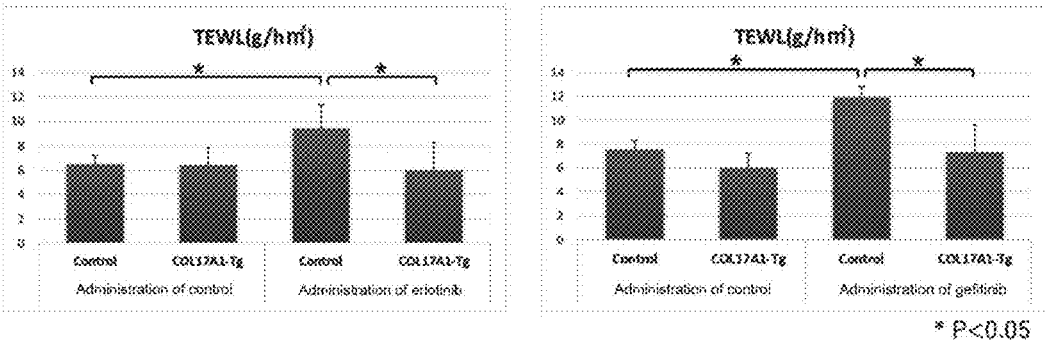 TEWL(g/h㎡)
*
*
14
12
10
8
6
4
2
0
Control
COL17A1-Tg
Control
COL17A1-Tg
Administration of control
Administration of erlotinib
TEWL(g/h㎡)
*
*
14
12
10
8
6
4
2
0
Control
COL17A1-Tg
Control
COL17A1-Tg
Administration of control
Administration of gefitinib
* P<0.05